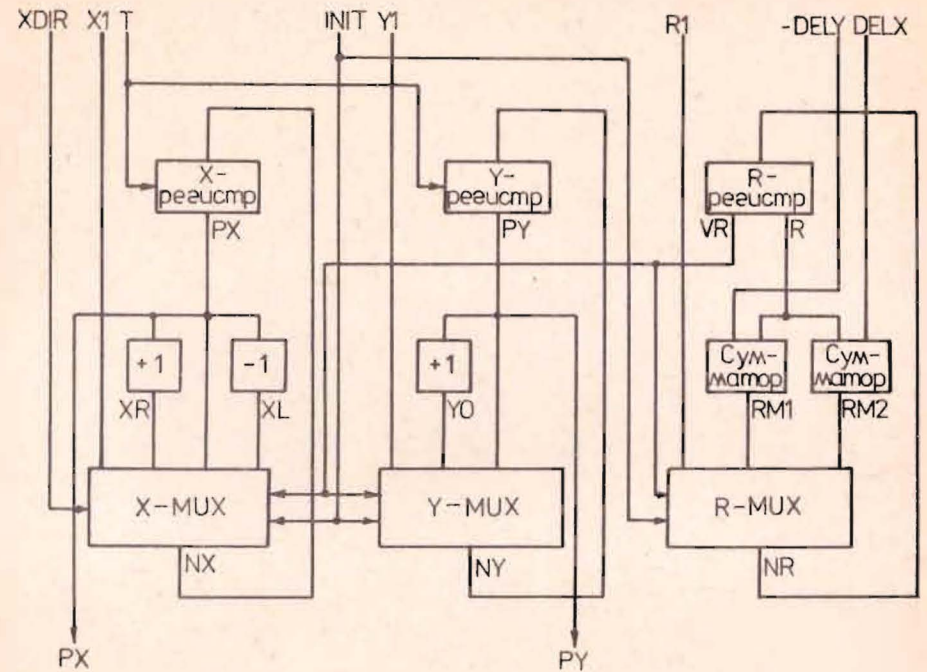 XDIR X1 T INIT Y1 R1 -DELY DELX
X-
регистр
Y-
регистр
R-
регистр
PX
PY
VR
R
+1
-1
+1
Сум-
матор
Сум-
матор
XR
XL
YO
RM1
RM2
X-MUX
Y-MUX
R-MUX
NX
NY
NR
PX
PY